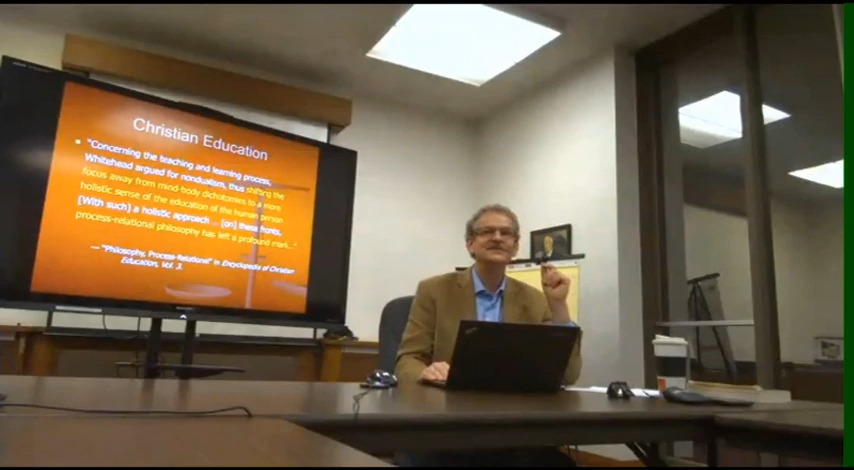 Christian Education
"Concerning the teaching and learning process,
Whitehead argued for nondualism, thus shifting the
focus away from mind-body dichotomies to a more
holistic sense of the education of the human person
[With such] a holistic approach ... [on] these fronts,
process-relational philosophy has left a profound mark..."
— "Philosophy, Process-Relational" in Encyclopedia of Christian
Education, Vol. 3.